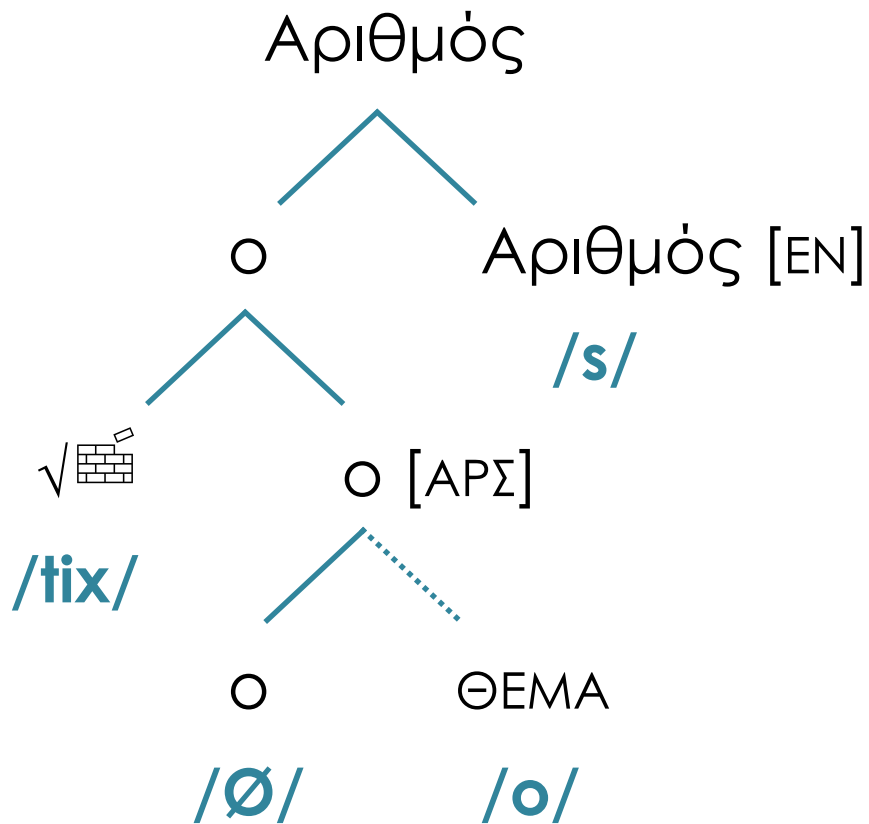 Αριθμός
ο Αριθμός [ΕΝ]
/s/
√ ο [ΑΡΣ]
/tix/
ο ΘΕΜΑ
/Ø/ /o/